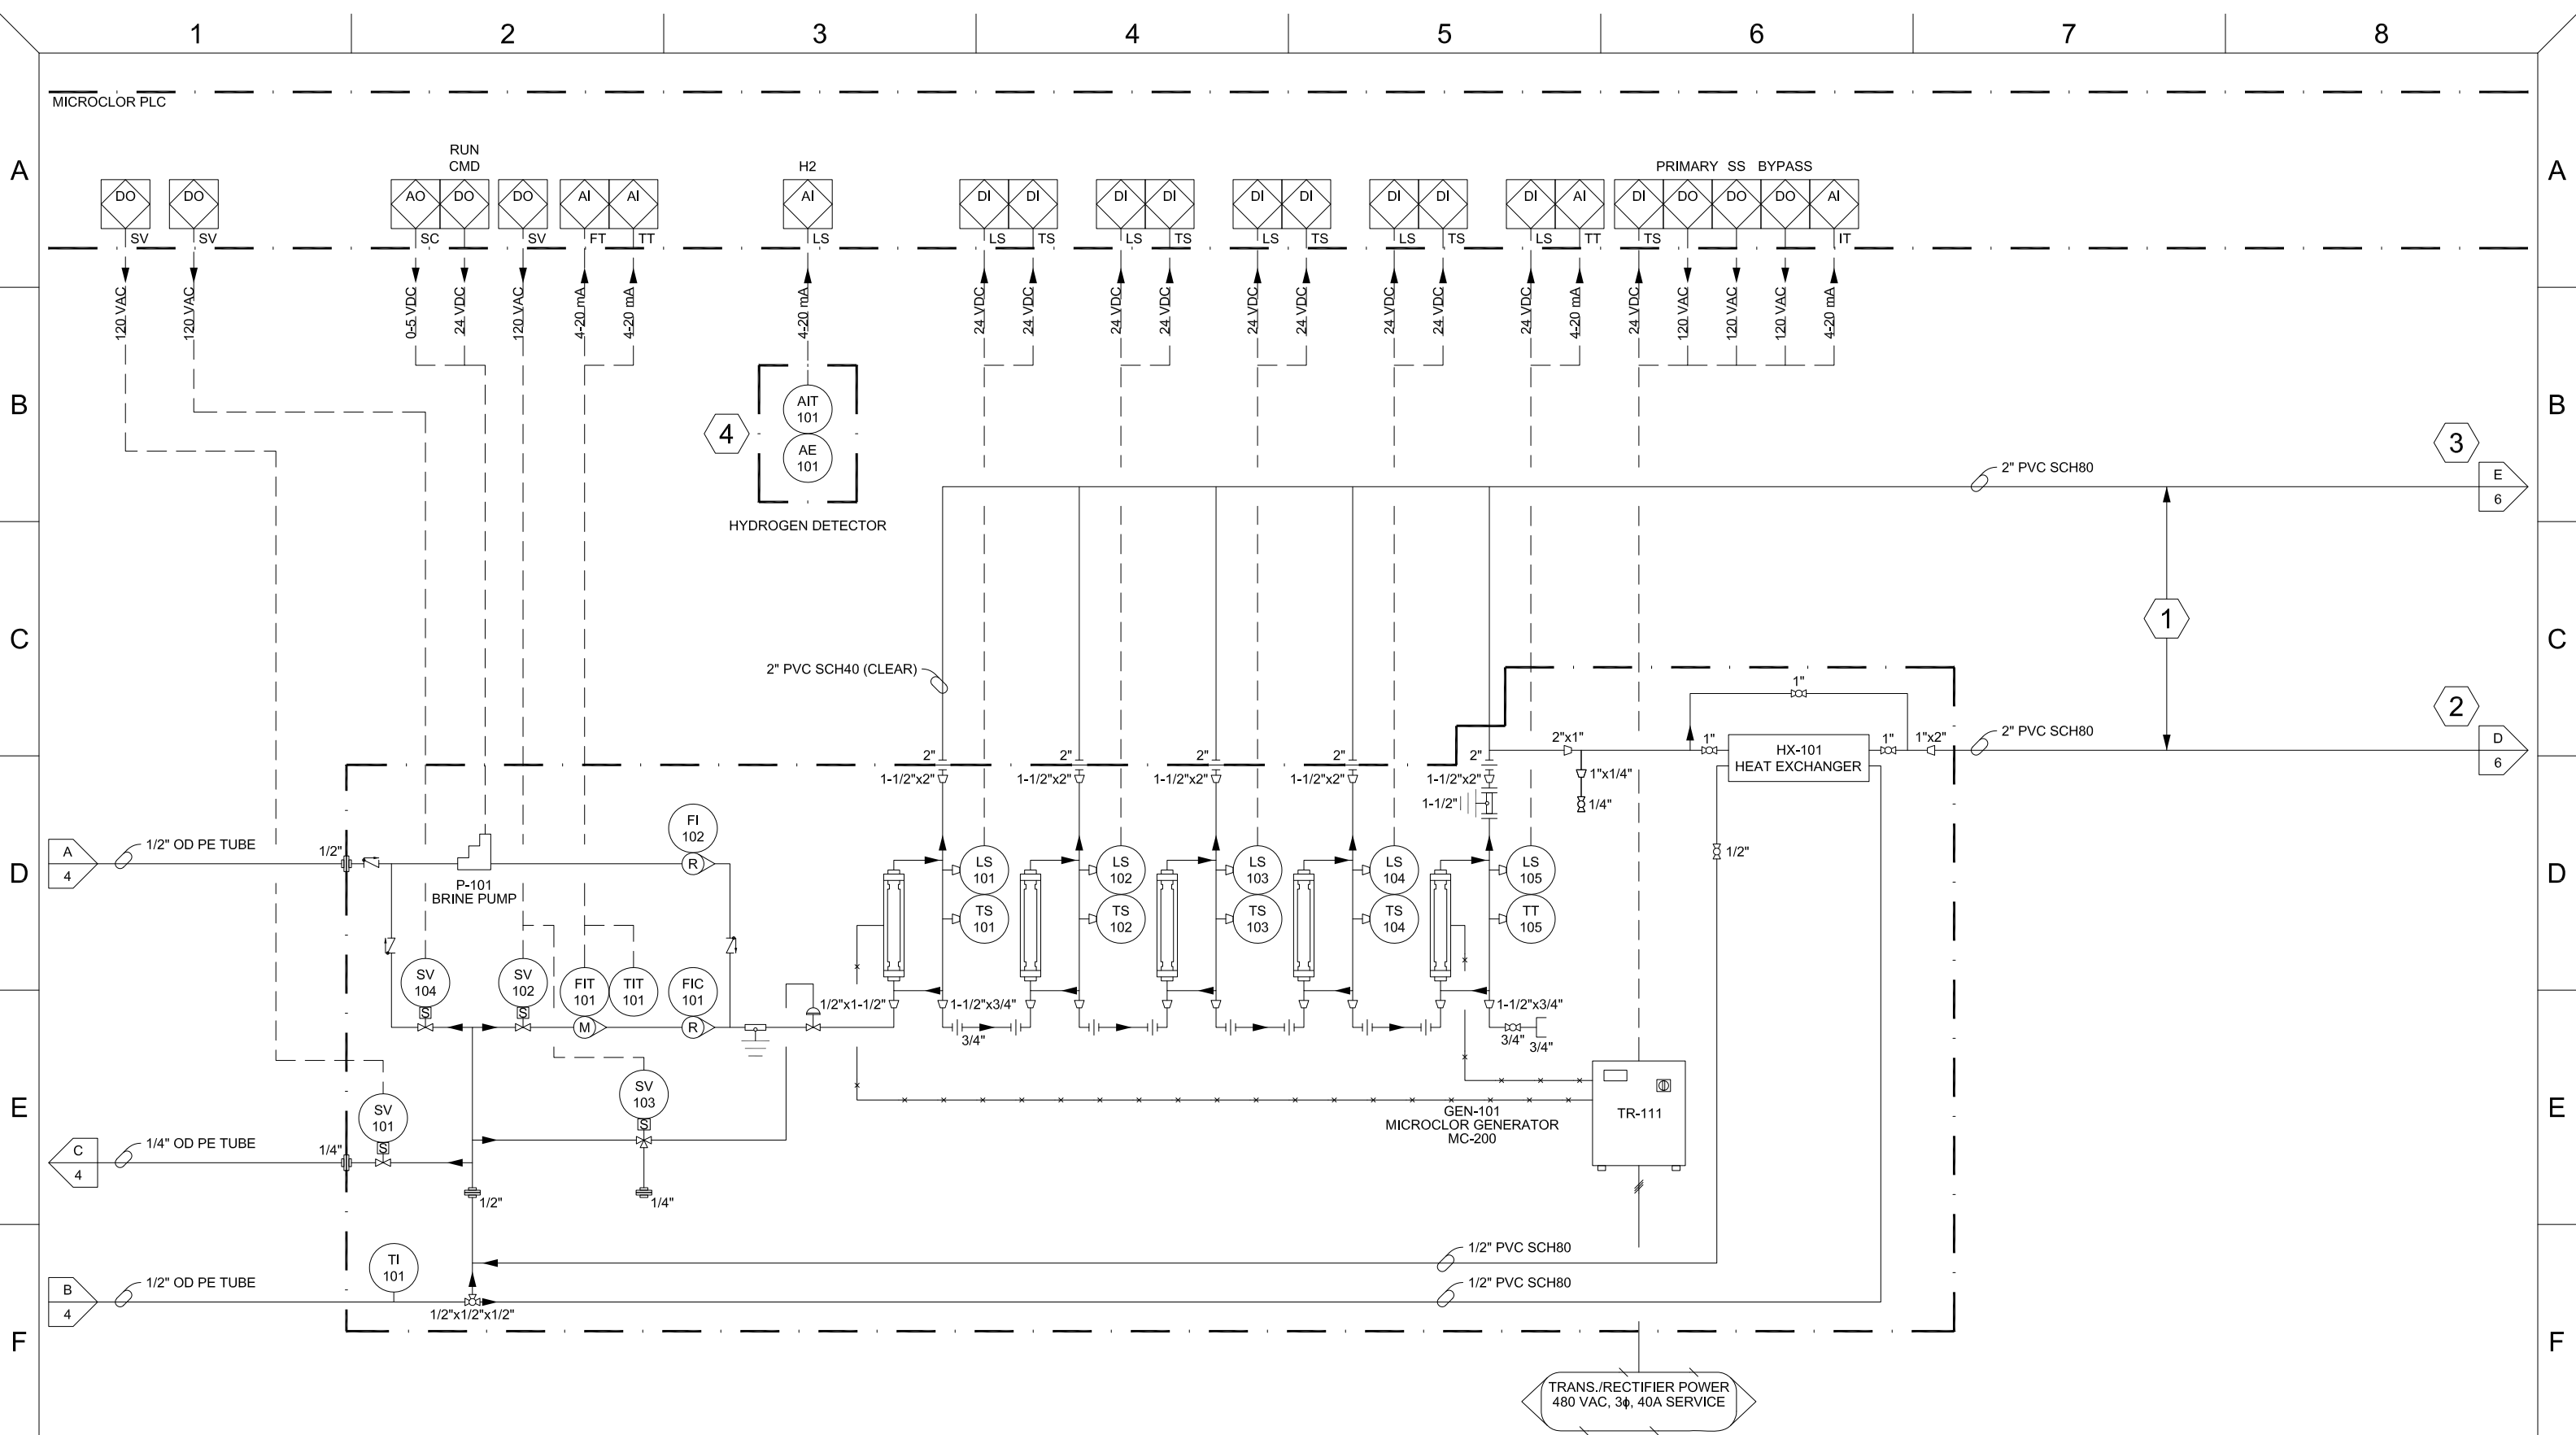 1 2 3 4 5 6 7 8
MICROCLOR PLC
A
RUN
CMD
H2
PRIMARY SS BYPASS
A
DO DO AO DO DO AI AI AI DI DI DI DI DI DI DI DI DI AI DI DO DO DO AI
SV SV SC SV FT TT LS LS TS LS TS LS TS LS TS LS TT TS IT
120 VAC
120 VAC
0-5 VDC
24 VDC
120 VAC
4-20 mA
4-20 mA
4-20 mA
24 VDC
24 VDC
24 VDC
24 VDC
24 VDC
24 VDC
24 VDC
24 VDC
24 VDC
4-20 mA
24 VDC
120 VAC
120 VAC
120 VAC
4-20 mA
B
B
AIT
101
4
AE
101
HYDROGEN DETECTOR
3
2" PVC SCH80
E
6
C
C
1
2" PVC SCH40 (CLEAR)
1"
2
2" 2" 2" 2" 2"
2"x1"
1"
HX-101
HEAT EXCHANGER
1"
1"x2"
2" PVC SCH80
D
6
1-1/2"x2" 1-1/2"x2" 1-1/2"x2" 1-1/2"x2" 1-1/2"x2"
1"x1/4"
1-1/2"
1/4"
1/2"
D
D
A
4
1/2" OD PE TUBE
1/2"
P-101
BRINE PUMP
FI
102
R
LS
101
TS
101
LS
102
TS
102
LS
103
TS
103
LS
104
TS
104
LS
105
TT
105
SV
104
S
SV
102
S
FIT
101
M
TIT
101
FIC
101
R
1/2"x1-1/2"
1-1/2"x3/4"
3/4"
1-1/2"x3/4"
3/4"
3/4"
E
E
SV
101
S
SV
103
S
GEN-101
MICROCLOR GENERATOR
MC-200
TR-111
C
4
1/4" OD PE TUBE
1/4"
1/2"
1/4"
F
F
TI
101
1/2" PVC SCH80
B
4
1/2" OD PE TUBE
1/2"x1/2"x1/2"
1/2" PVC SCH80
TRANS./RECTIFIER POWER
480 VAC, 3ϕ, 40A SERVICE